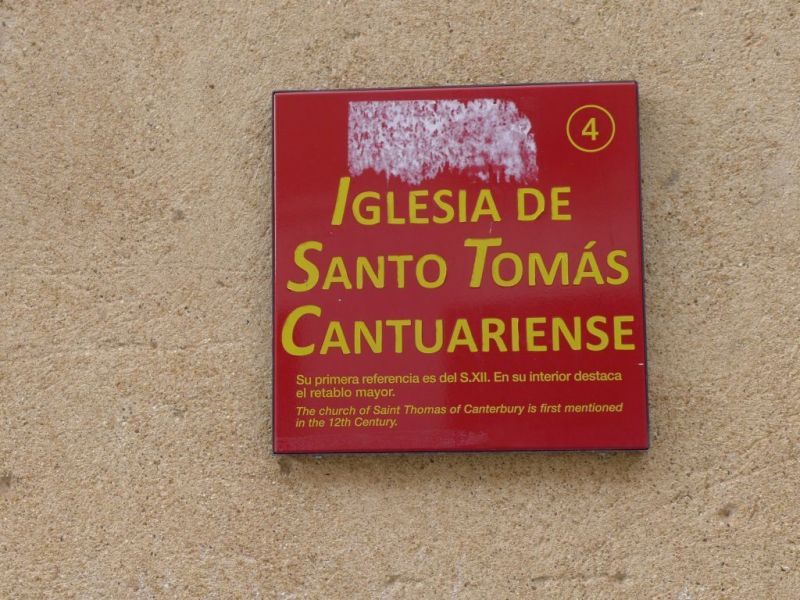 4
IGLESIA DE
SANTO TOMÁS
CANTUARIENSE
Su primera referencia es del S.XII. En su interior destaca
el retablo mayor.
The church of Saint Thomas of Canterbury is first mentioned
in the 12th Century.